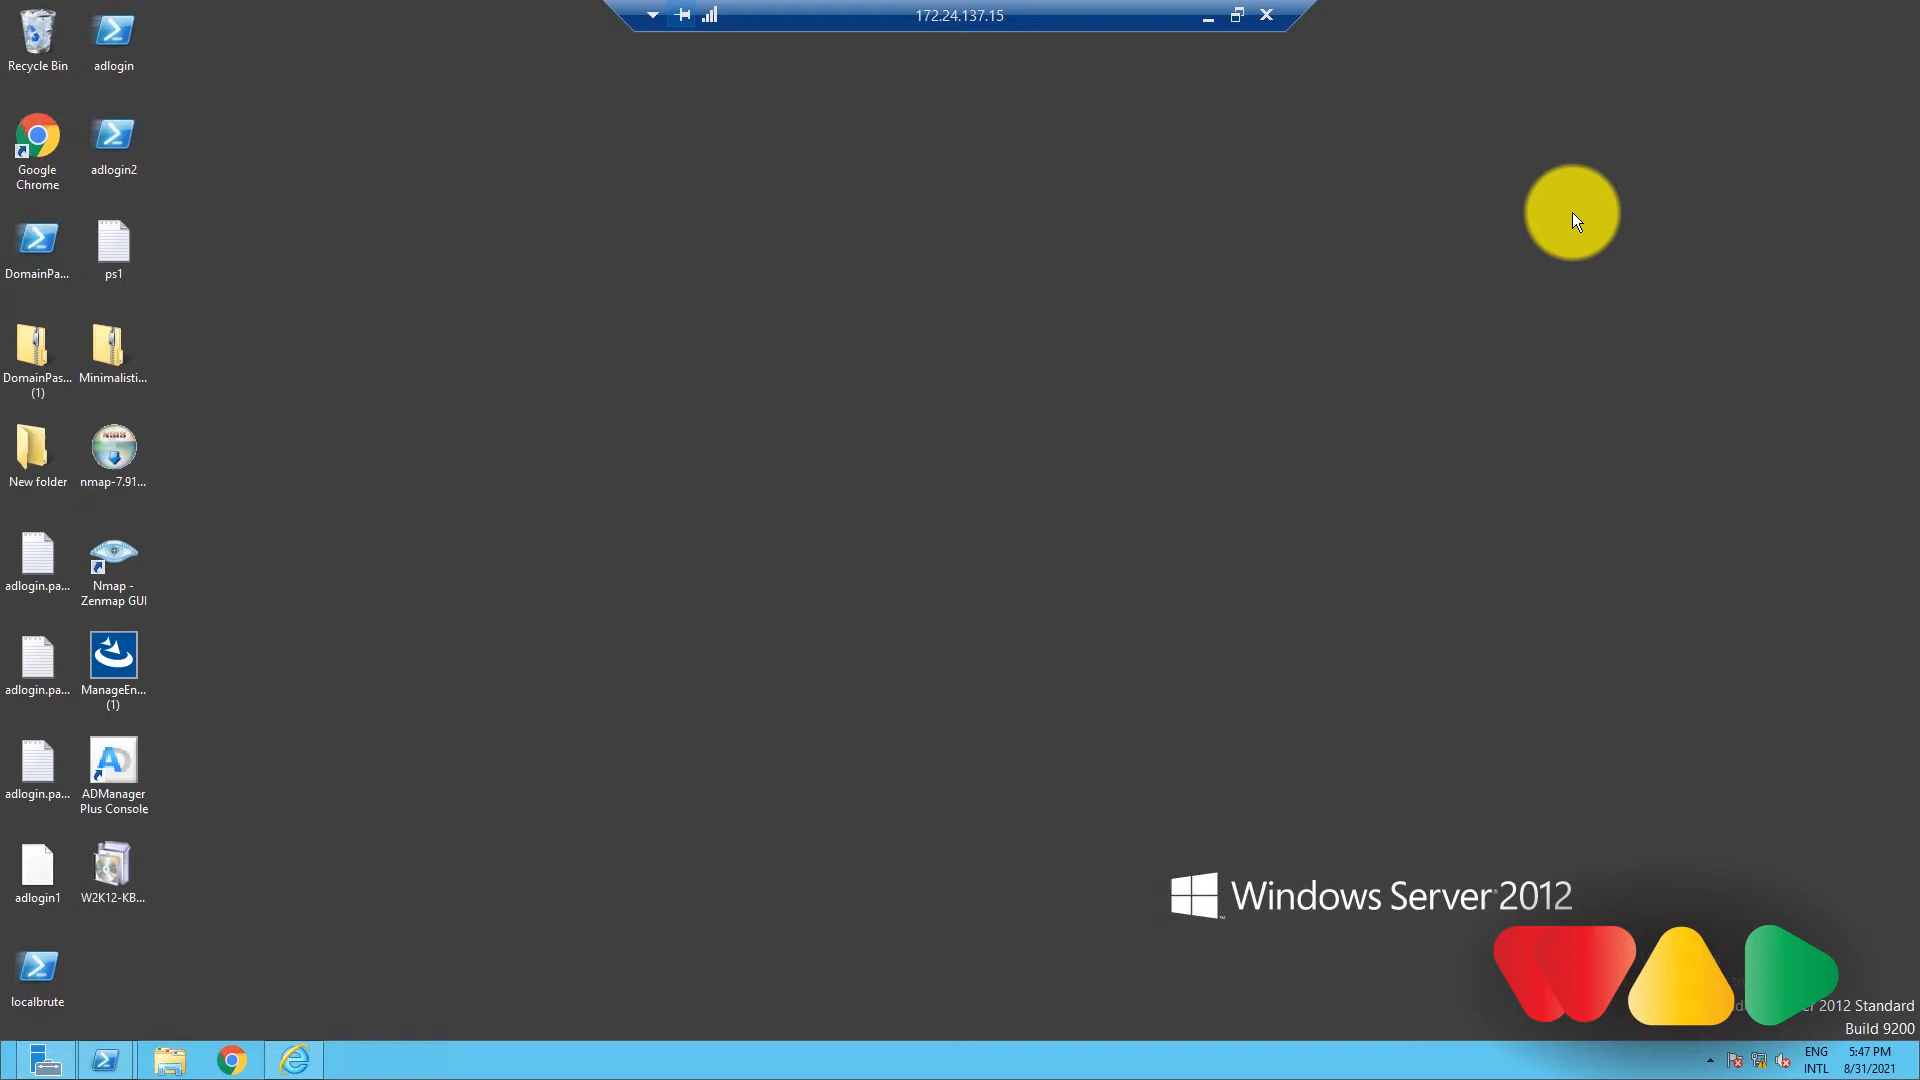 172.24.137.15
Recycle Bin
adlogin
Google
Chrome
adlogin2
DomainPa...
ps1
DomainPas...
(1)
Minimalisti...
New folder
NSIS
nmap-7.91...
adlogin.pa...
Nmap -
Zenmap GUI
adlogin.pa...
ManageEn...
(1)
adlogin.pa...
AD
ADManager
Plus Console
adlogin1
W2K12-KB...
localbrute
Windows Server 2012
2012 Standard
Build 9200
ENG
INTL
5:47 PM
8/31/2021